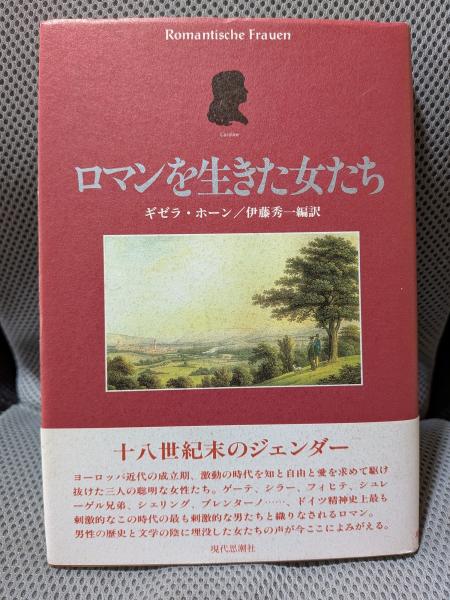 Romantische Frauen
Caroline
ロマンを生きた女たち
ギゼラ・ホーン／伊藤秀一編訳
十八世紀末のジェンダー
ヨーロッパ近代の成立期、激動の時代を知と自由と愛を求めて駆け
抜けた三人の聡明な女性たち。ゲーテ、シラー、フィヒテ、シュレ
ーゲル兄弟、シェリング、ブレンターノ……、ドイツ精神史上最も
刺激的なこの時代の最も刺激的な男たちと織りなされるロマン。
男性の歴史と文学の陰に埋没した女たちの声が今ここによみがえる。
現代思潮社